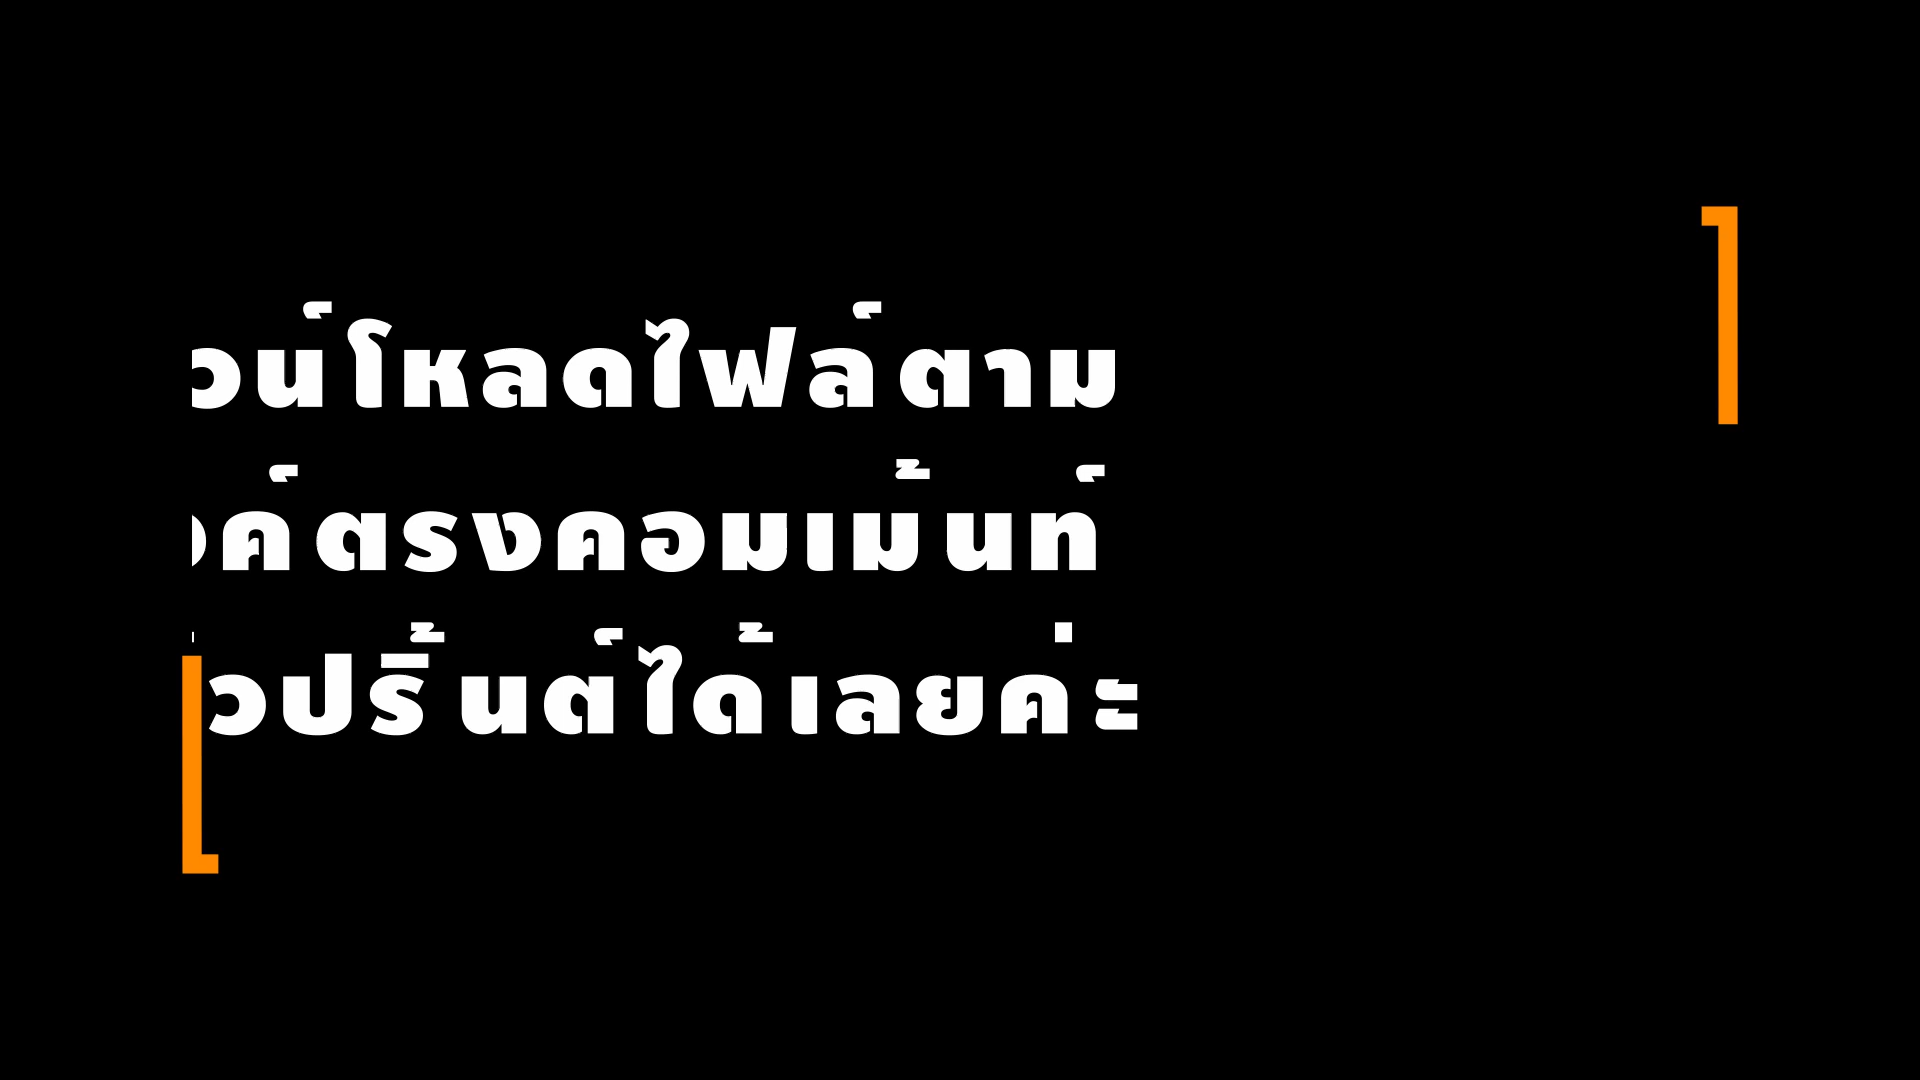 วน์โหลดไฟล์ตาม
งค์ตรงคอมเม้นท์
วปริ้นต์ได้เลยค่ะ